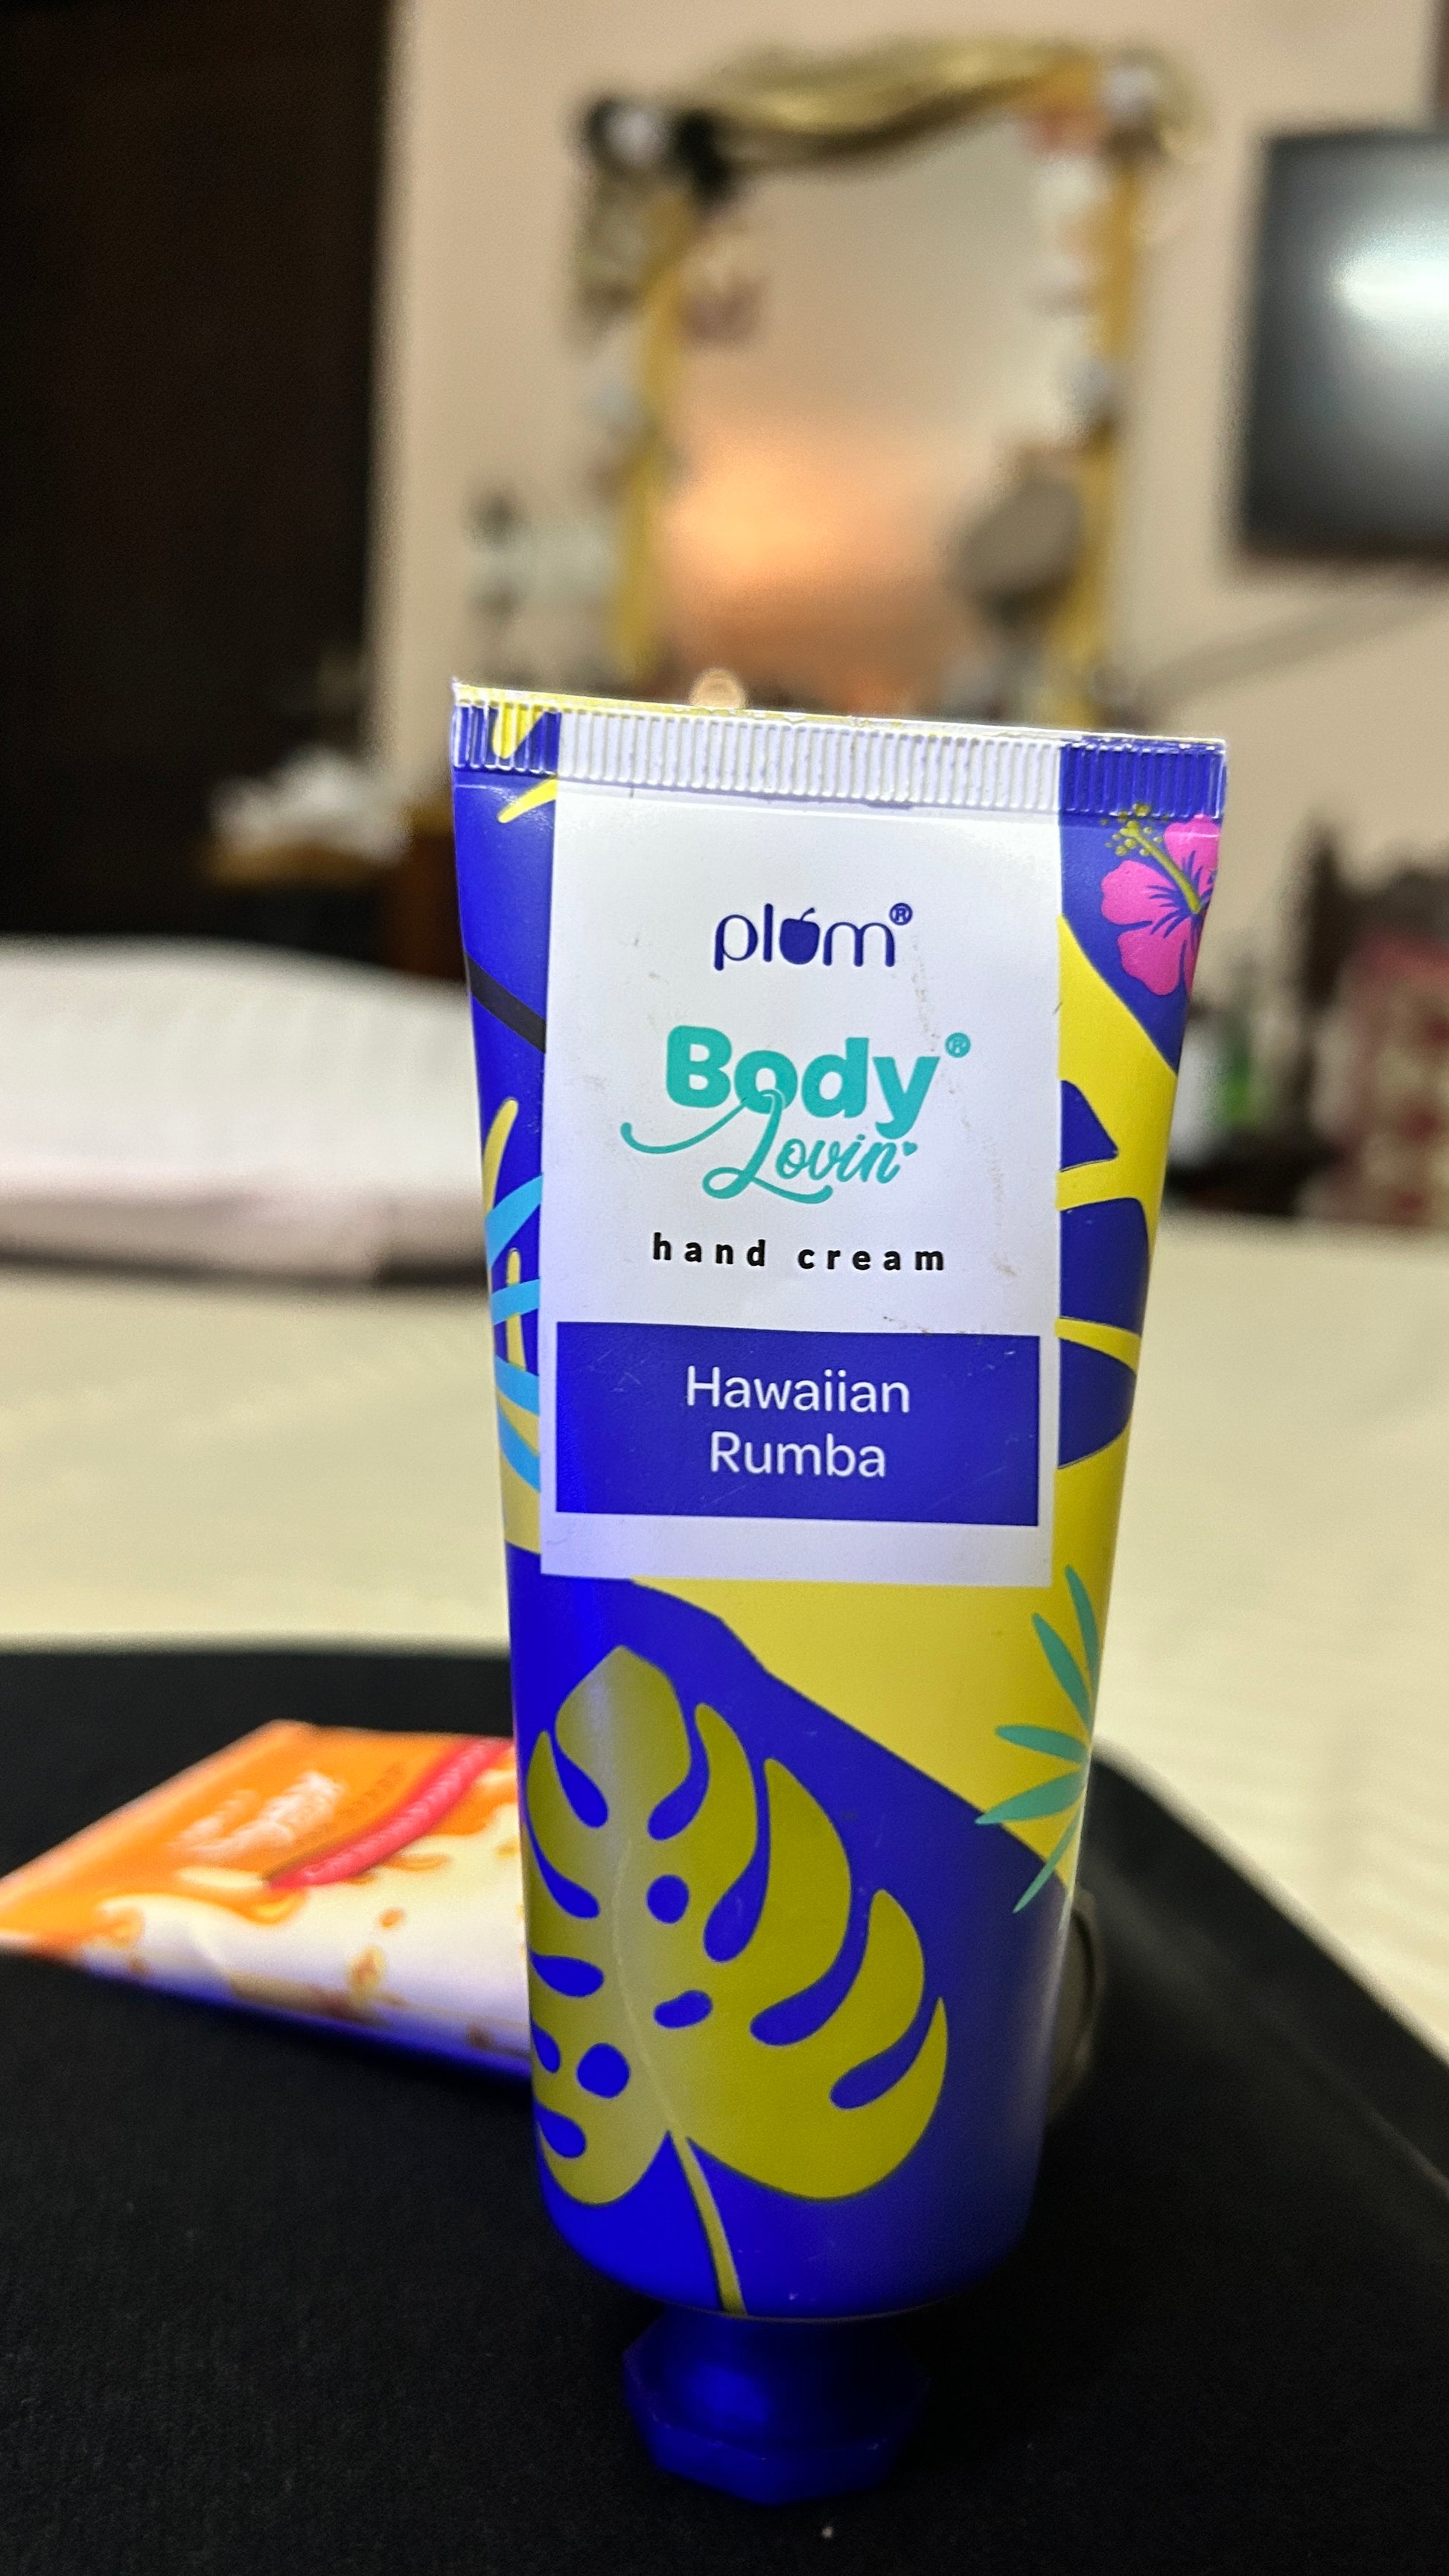 plum®
Body®
Lovin'
hand cream
Hawaiian
Rumba